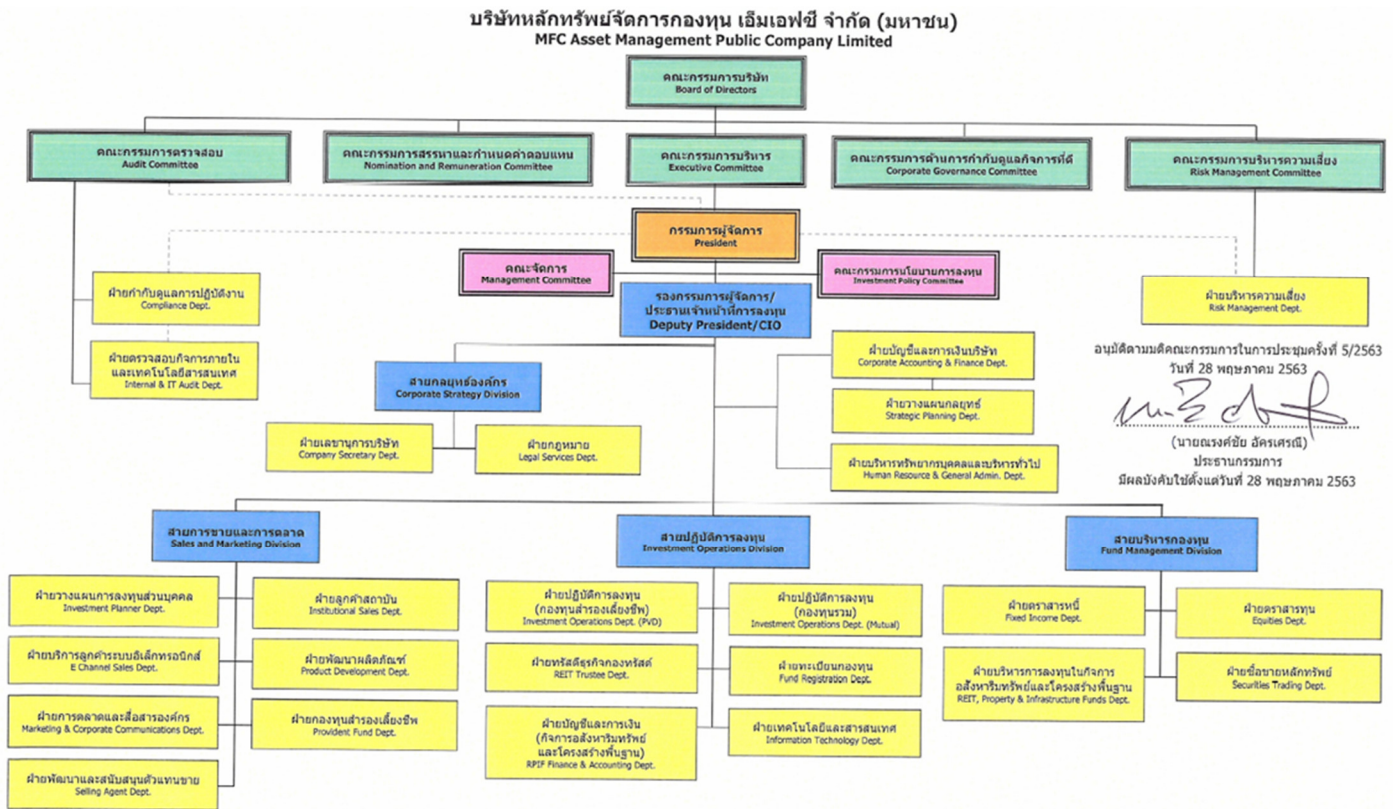 บริษัทหลักทรัพย์จัดการกองทุน เอ็มเอฟซี จำกัด (มหาชน)
MFC Asset Management Public Company Limited
คณะกรรมการบริษัท
Board of Directors
คณะกรรมการตรวจสอบ
Audit Committee
คณะกรรมการสรรหาและกำหนดค่าตอบแทน
Nomination and Remuneration Committee
คณะกรรมการบริหาร
Executive Committee
คณะกรรมการด้านการกำกับดูแลกิจการที่ดี
Corporate Governance Committee
คณะกรรมการบริหารความเสี่ยง
Risk Management Committee
กรรมการผู้จัดการ
President
คณะจัดการ
Management Committee
คณะกรรมการนโยบายการลงทุน
Investment Policy Committee
ฝ่ายกำกับดูแลการปฏิบัติงาน
Compliance Dept.
รองกรรมการผู้จัดการ/
ประธานเจ้าหน้าที่การลงทุน
Deputy President/CIO
ฝ่ายบริหารความเสี่ยง
Risk Management Dept.
ฝ่ายตรวจสอบกิจการภายใน
และเทคโนโลยีสารสนเทศ
Internal & IT Audit Dept.
สายกลยุทธ์องค์กร
Corporate Strategy Division
ฝ่ายบัญชีและการเงินบริษัท
Corporate Accounting & Finance Dept.
ฝ่ายวางแผนกลยุทธ์
Strategic Planning Dept.
อนุมัติตามมติคณะกรรมการในการประชุมครั้งที่ 5/2563
วันที่ 28 พฤษภาคม 2563
(นายณรงค์ชัย อัครเศรณี)
ประธานกรรมการ
มีผลบังคับใช้ตั้งแต่วันที่ 28 พฤษภาคม 2563
ฝ่ายเลขานุการบริษัท
Company Secretary Dept.
ฝ่ายกฎหมาย
Legal Services Dept.
ฝ่ายบริหารทรัพยากรบุคคลและบริหารทั่วไป
Human Resource & General Admin. Dept.
สายการขายและการตลาด
Sales and Marketing Division
สายปฏิบัติการลงทุน
Investment Operations Division
สายบริหารกองทุน
Fund Management Division
ฝ่ายวางแผนการลงทุนส่วนบุคคล
Investment Planner Dept.
ฝ่ายลูกค้าสถาบัน
Institutional Sales Dept.
ฝ่ายบริการลูกค้าระบบอิเล็กทรอนิกส์
E Channel Sales Dept.
ฝ่ายพัฒนาผลิตภัณฑ์
Product Development Dept.
ฝ่ายการตลาดและสื่อสารองค์กร
Marketing & Corporate Communications Dept.
ฝ่ายกองทุนสำรองเลี้ยงชีพ
Provident Fund Dept.
ฝ่ายพัฒนาและสนับสนุนตัวแทนขาย
Selling Agent Dept.
ฝ่ายปฏิบัติการลงทุน
(กองทุนสำรองเลี้ยงชีพ)
Investment Operations Dept. (PVD)
ฝ่ายปฏิบัติการลงทุน
(กองทุนรวม)
Investment Operations Dept. (Mutual)
ฝ่ายทรัสตีธุรกิจกองทรัสต์
REIT Trustee Dept.
ฝ่ายทะเบียนกองทุน
Fund Registration Dept.
ฝ่ายบัญชีและการเงิน
(กิจการอสังหาริมทรัพย์
และโครงสร้างพื้นฐาน)
RPIF Finance & Accounting Dept.
ฝ่ายเทคโนโลยีและสารสนเทศ
Information Technology Dept.
ฝ่ายตราสารหนี้
Fixed Income Dept.
ฝ่ายตราสารทุน
Equities Dept.
ฝ่ายบริหารการลงทุนในกิจการ
อสังหาริมทรัพย์และโครงสร้างพื้นฐาน
REIT, Property & Infrastructure Funds Dept.
ฝ่ายซื้อขายหลักทรัพย์
Securities Trading Dept.